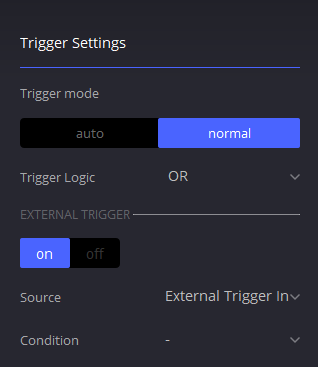 Trigger Settings
Trigger mode
auto normal
Trigger Logic OR
EXTERNAL TRIGGER
on off
Source External Trigger In
Condition -